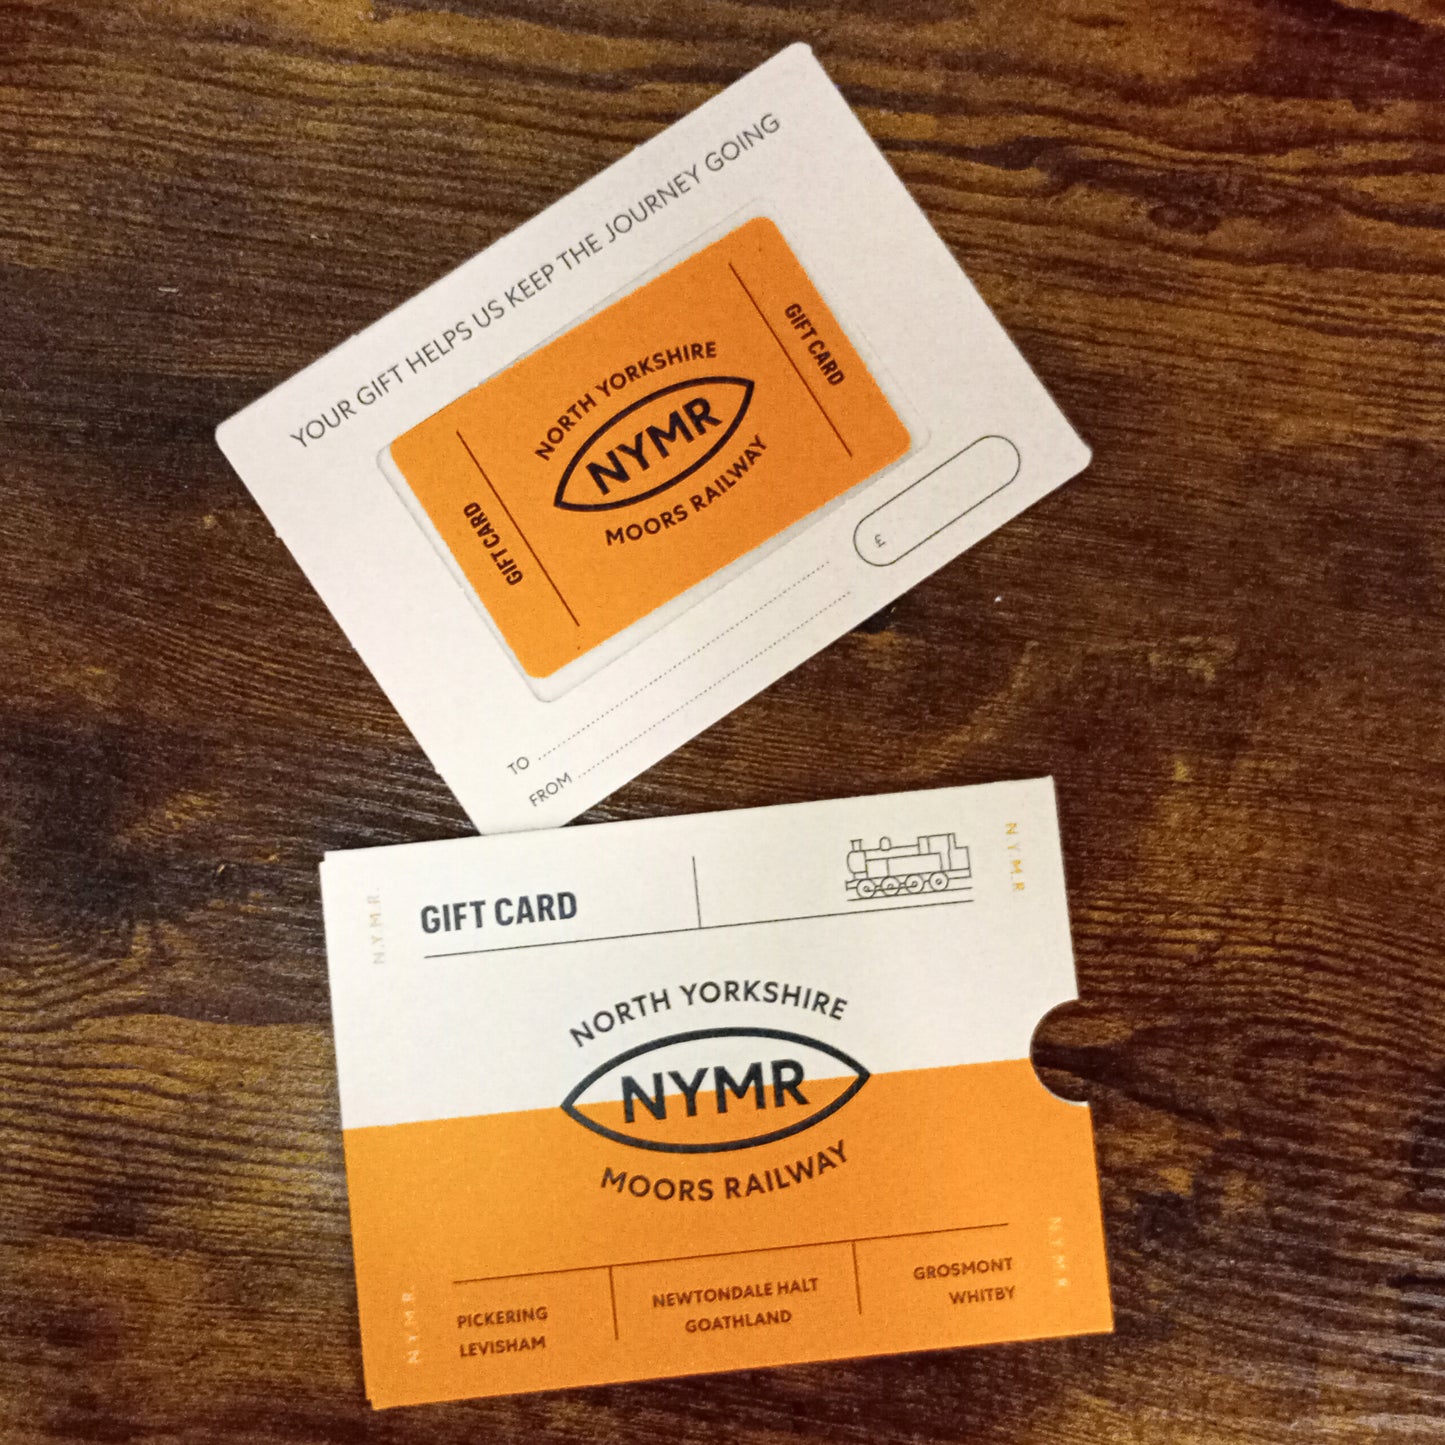 YOUR GIFT HELPS US KEEP THE JOURNEY GOING
GIFT CARD
NORTH YORKSHIRE
NYMR
MOORS RAILWAY
GIFT CARD
£
TO
FROM
N.Y.M.R.
GIFT CARD
N.Y.M.R.
NORTH YORKSHIRE
NYMR
MOORS RAILWAY
N.Y.M.R.
PICKERING
LEVISHAM
NEWTONDALE HALT
GOATHLAND
GROSMONT
WHITBY
N.Y.M.R.